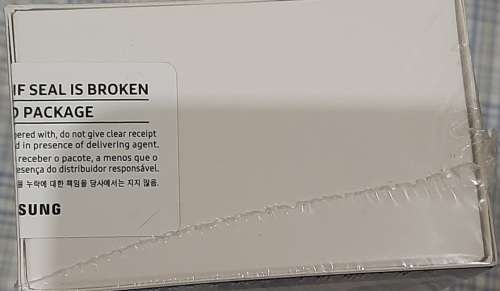 IF SEAL IS BROKEN
PACKAGE
ered with, do not give clear receipt
d in presence of delivering agent.
receber o pacote, a menos que o
esença do distribuidor responsável.
을 누락에 대한 책임을 당사에서는 지지 않음.
SUNG